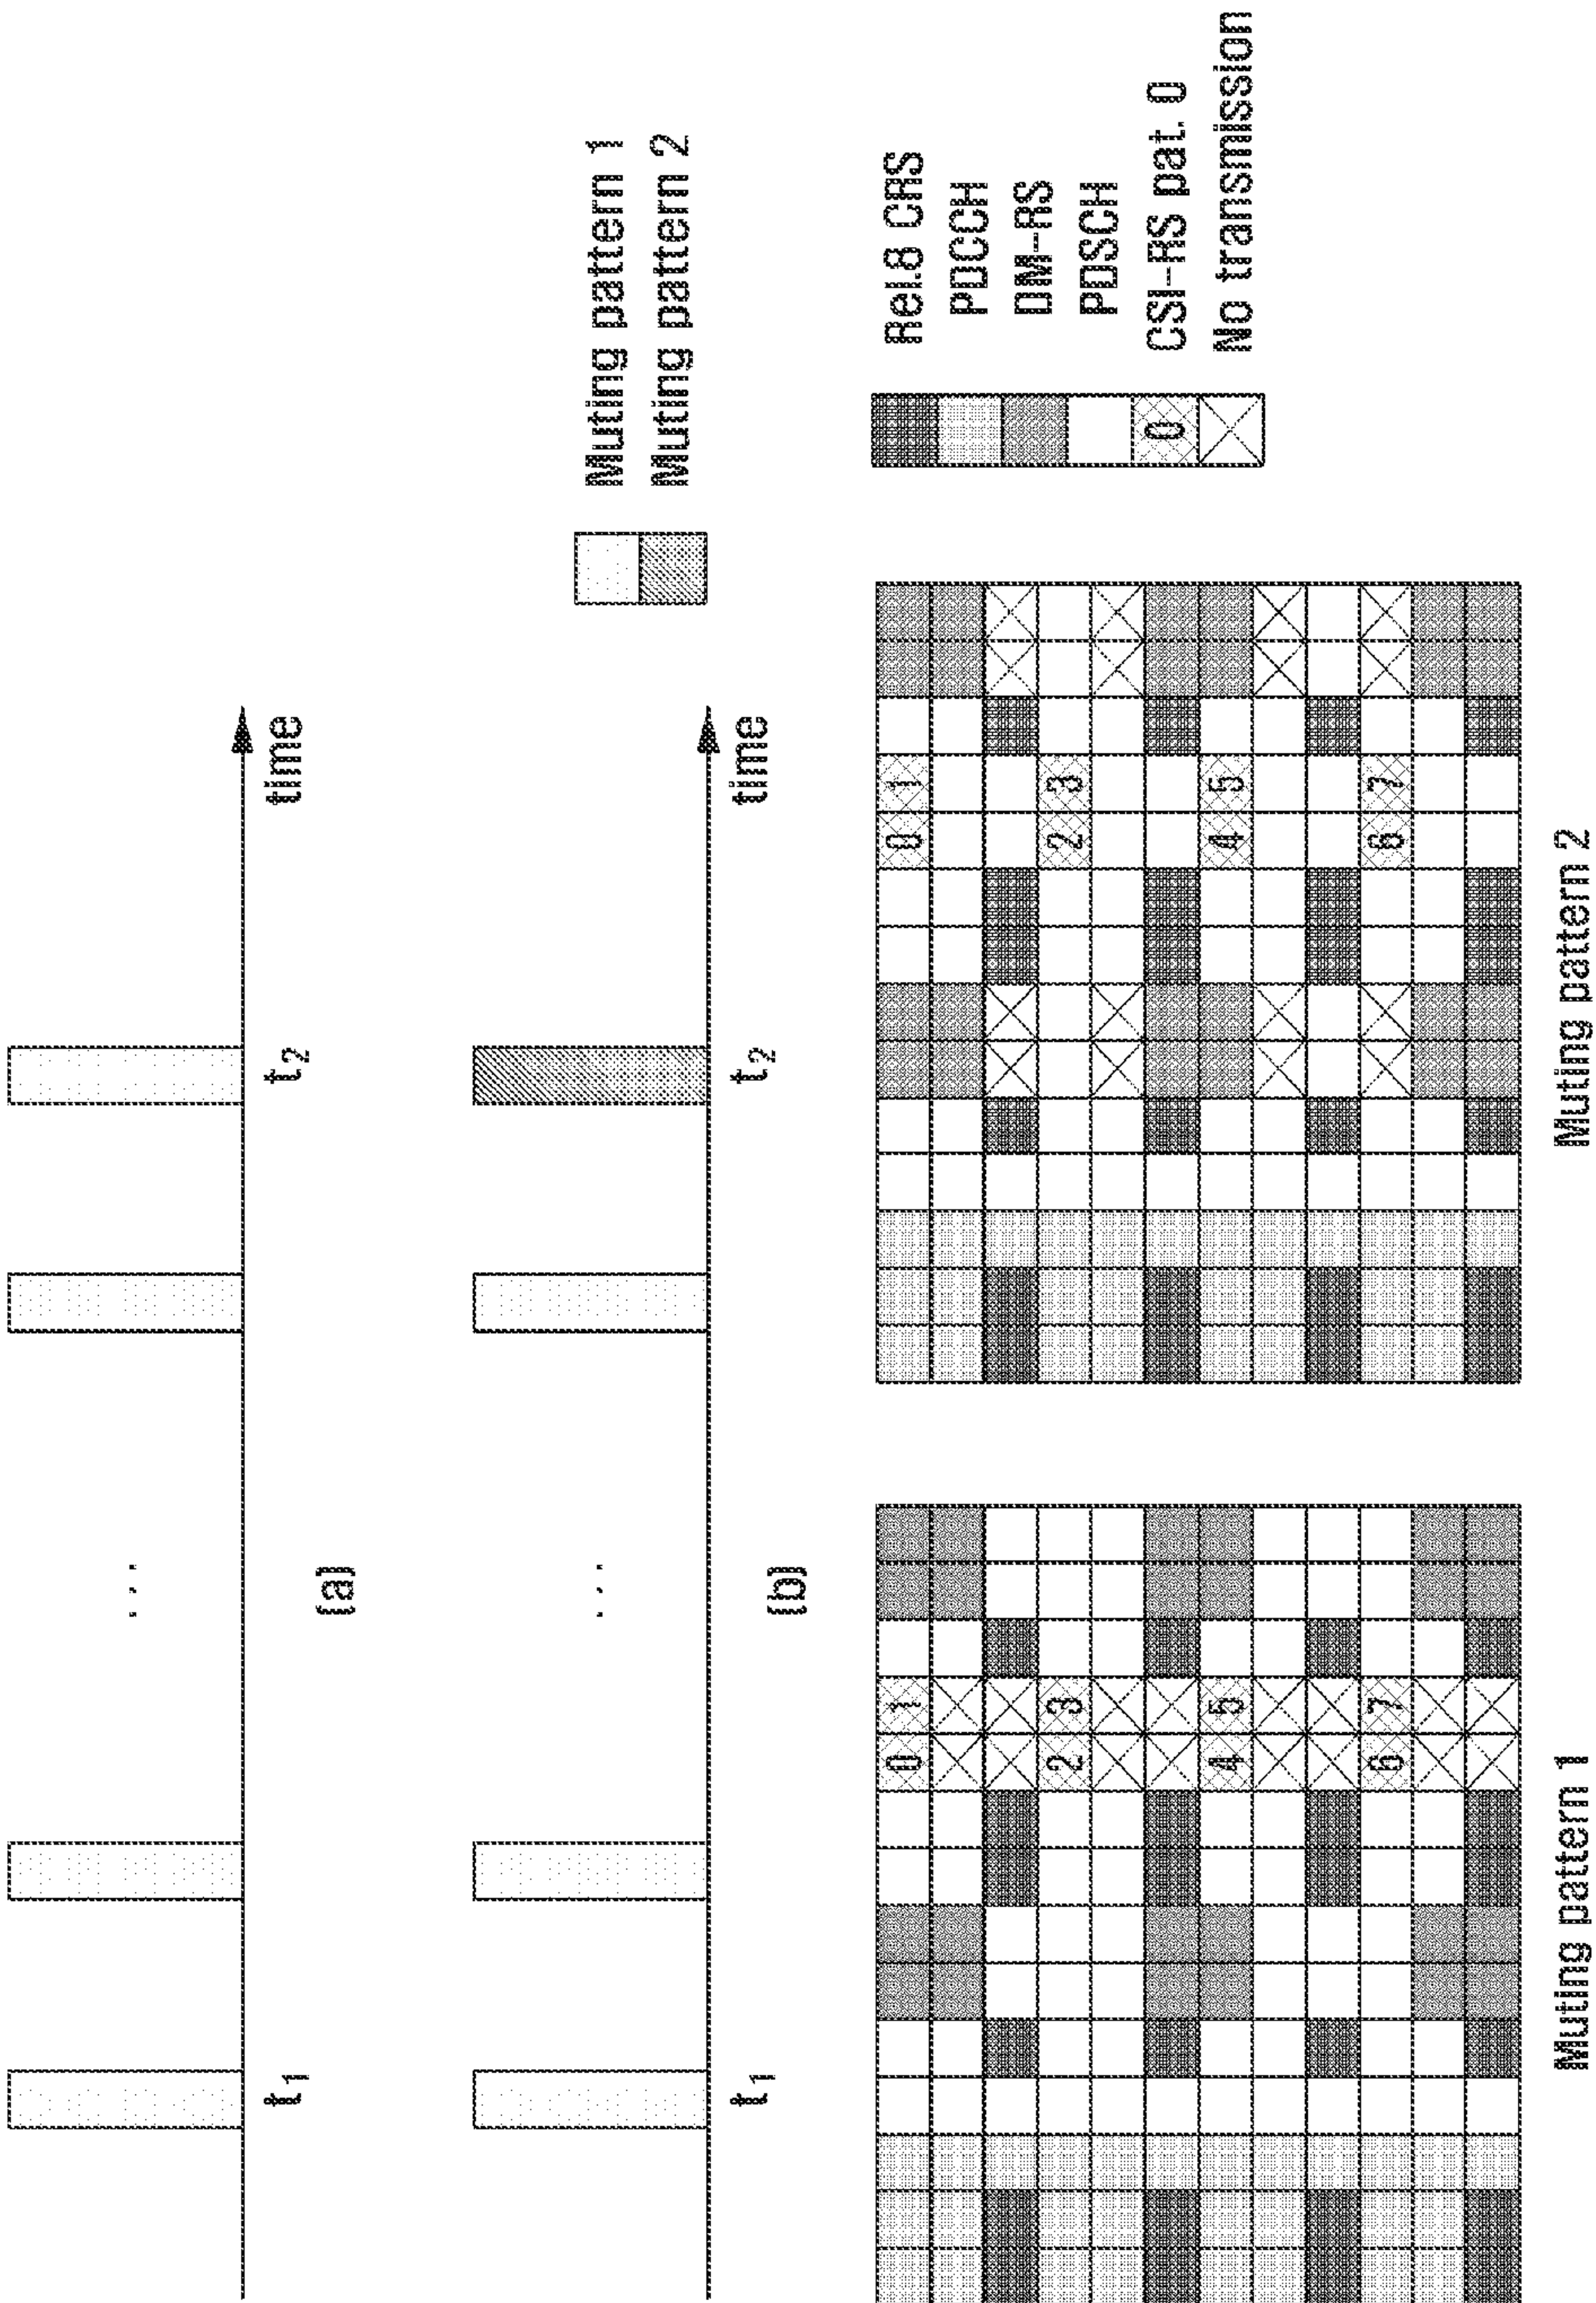 ...
t1
t2
time
(a)
...
t1
t2
time
(b)
Muting pattern 1
Muting pattern 2
0 1
2 3
4 5
6 7
Muting pattern 1
0 1
2 3
4 5
6 7
Muting pattern 2
Rel.8 CRS
PDCCH
DM-RS
PDSCH
0 CSI-RS pat. 0
No transmission